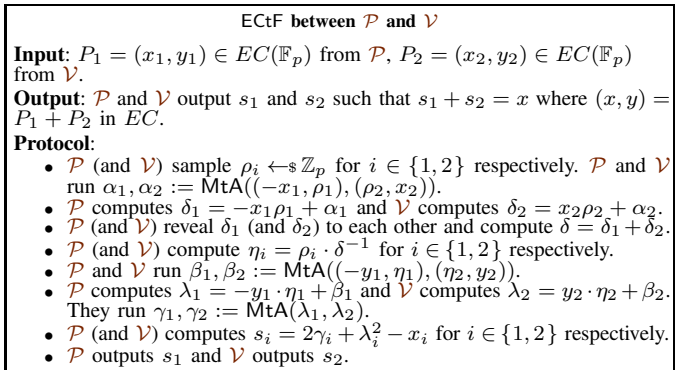 ECtF between 𝒫 and 𝒱
Input: P₁ = (x₁, y₁) ∈ EC(𝔽ₚ) from 𝒫, P₂ = (x₂, y₂) ∈ EC(𝔽ₚ)
from 𝒱.
Output: 𝒫 and 𝒱 output s₁ and s₂ such that s₁ + s₂ = x where (x, y) =
P₁ + P₂ in EC.
Protocol:
• 𝒫 (and 𝒱) sample ρᵢ ←$ ℤₚ for i ∈ {1, 2} respectively. 𝒫 and 𝒱
run α₁, α₂ := MtA((−x₁, ρ₁), (ρ₂, x₂)).
• 𝒫 computes δ₁ = −x₁ρ₁ + α₁ and 𝒱 computes δ₂ = x₂ρ₂ + α₂.
• 𝒫 (and 𝒱) reveal δ₁ (and δ₂) to each other and compute δ = δ₁ + δ₂.
• 𝒫 (and 𝒱) compute ηᵢ = ρᵢ · δ⁻¹ for i ∈ {1, 2} respectively.
• 𝒫 and 𝒱 run β₁, β₂ := MtA((−y₁, η₁), (η₂, y₂)).
• 𝒫 computes λ₁ = −y₁ · η₁ + β₁ and 𝒱 computes λ₂ = y₂ · η₂ + β₂.
They run γ₁, γ₂ := MtA(λ₁, λ₂).
• 𝒫 (and 𝒱) computes sᵢ = 2γᵢ + λᵢ² − xᵢ for i ∈ {1, 2} respectively.
• 𝒫 outputs s₁ and 𝒱 outputs s₂.